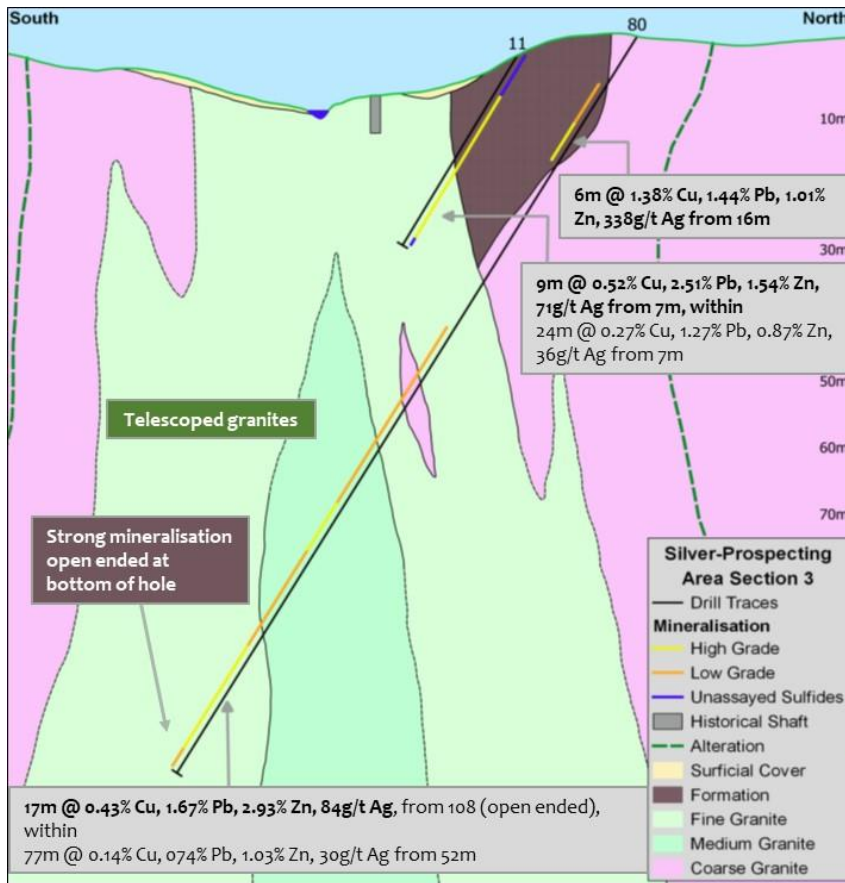 South
North
80
11
10m
6m @ 1.38% Cu, 1.44% Pb, 1.01%
Zn, 338g/t Ag from 16m
30m
9m @ 0.52% Cu, 2.51% Pb, 1.54% Zn,
71g/t Ag from 7m, within
24m @ 0.27% Cu, 1.27% Pb, 0.87% Zn,
36g/t Ag from 7m
50m
Telescoped granites
60m
70m
Strong mineralisation
open ended at
bottom of hole
Silver-Prospecting
Area Section 3
Drill Traces
Mineralisation
High Grade
Low Grade
Unassayed Sulfides
Historical Shaft
Alteration
Surficial Cover
Formation
Fine Granite
Medium Granite
Coarse Granite
17m @ 0.43% Cu, 1.67% Pb, 2.93% Zn, 84g/t Ag, from 108 (open ended),
within
77m @ 0.14% Cu, 074% Pb, 1.03% Zn, 30g/t Ag from 52m